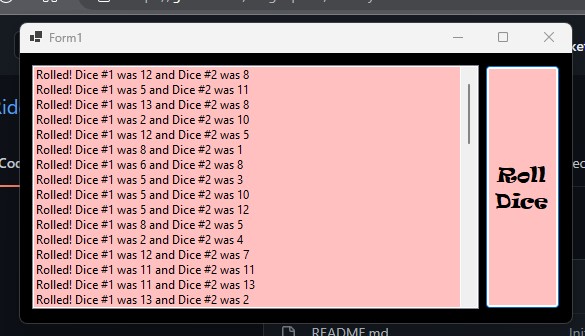 Form1
Rolled! Dice #1 was 12 and Dice #2 was 8
Rolled! Dice #1 was 5 and Dice #2 was 11
Rolled! Dice #1 was 13 and Dice #2 was 8
Rolled! Dice #1 was 2 and Dice #2 was 10
Rolled! Dice #1 was 12 and Dice #2 was 5
Rolled! Dice #1 was 8 and Dice #2 was 1
Rolled! Dice #1 was 6 and Dice #2 was 8
Rolled! Dice #1 was 5 and Dice #2 was 3
Rolled! Dice #1 was 5 and Dice #2 was 10
Rolled! Dice #1 was 5 and Dice #2 was 12
Rolled! Dice #1 was 8 and Dice #2 was 5
Rolled! Dice #1 was 2 and Dice #2 was 4
Rolled! Dice #1 was 12 and Dice #2 was 7
Rolled! Dice #1 was 11 and Dice #2 was 11
Rolled! Dice #1 was 11 and Dice #2 was 13
Rolled! Dice #1 was 13 and Dice #2 was 2
Roll
Dice
README.md